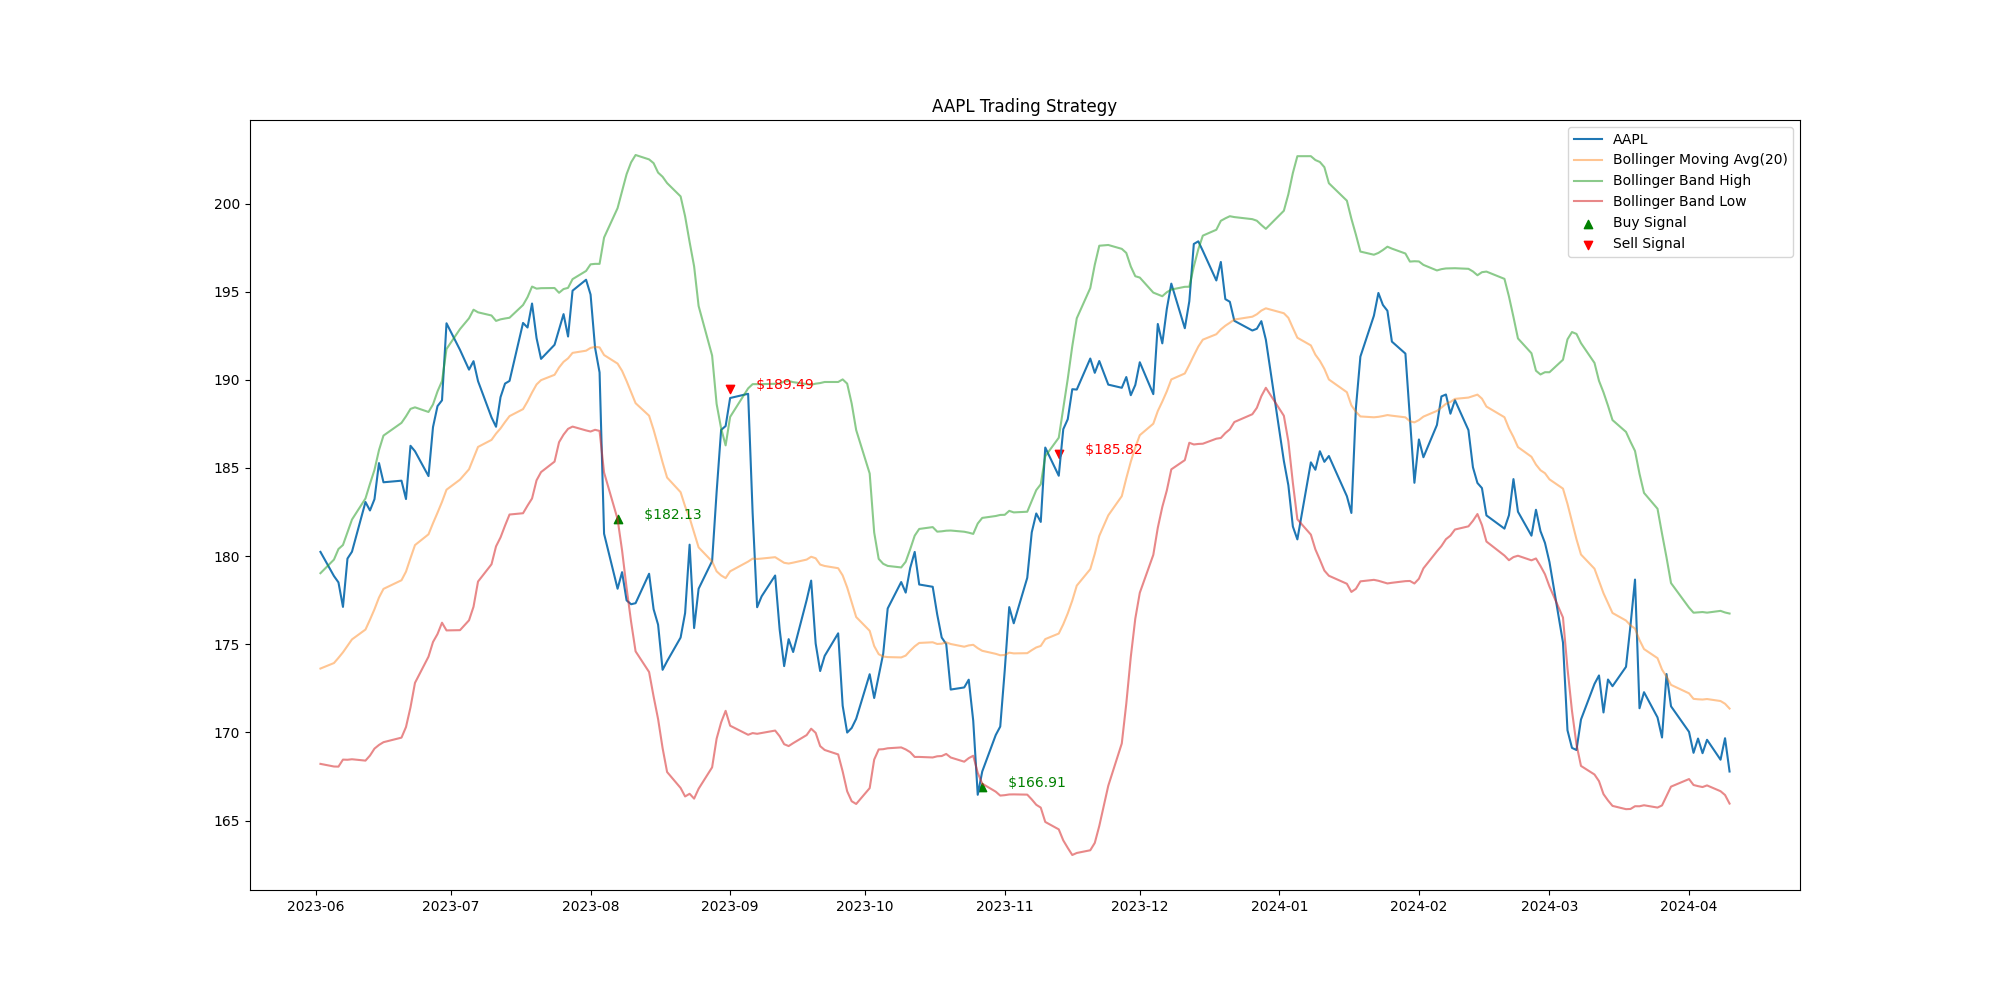 AAPL Trading Strategy
AAPL
Bollinger Moving Avg(20)
Bollinger Band High
Bollinger Band Low
Buy Signal
Sell Signal
200
195
190
185
180
175
170
165
$189.49
$185.82
$182.13
$166.91
2023-06 2023-07 2023-08 2023-09 2023-10 2023-11 2023-12 2024-01 2024-02 2024-03 2024-04